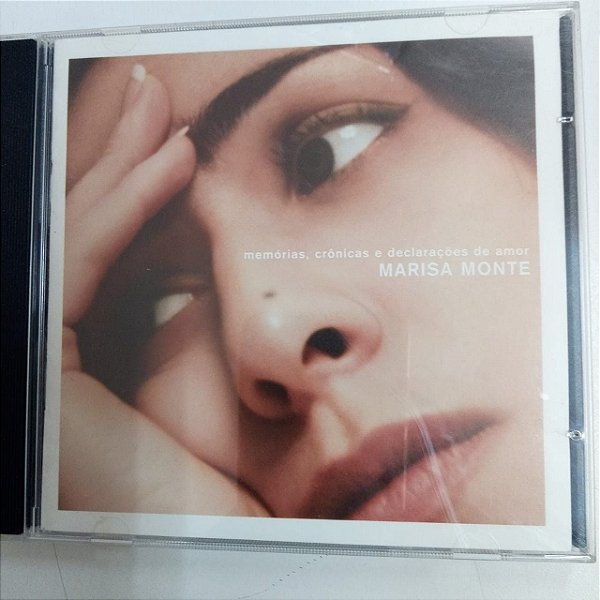 memórias, crônicas e declarações de amor
MARISA MONTE